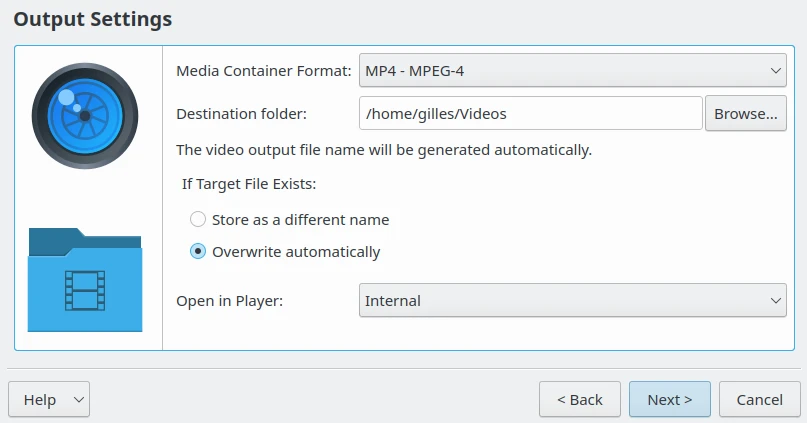 Output Settings
Media Container Format: MP4 - MPEG-4
Destination folder: /home/gilles/Videos Browse...
The video output file name will be generated automatically.
If Target File Exists:
Store as a different name
Overwrite automatically
Open in Player: Internal
Help < Back Next > Cancel